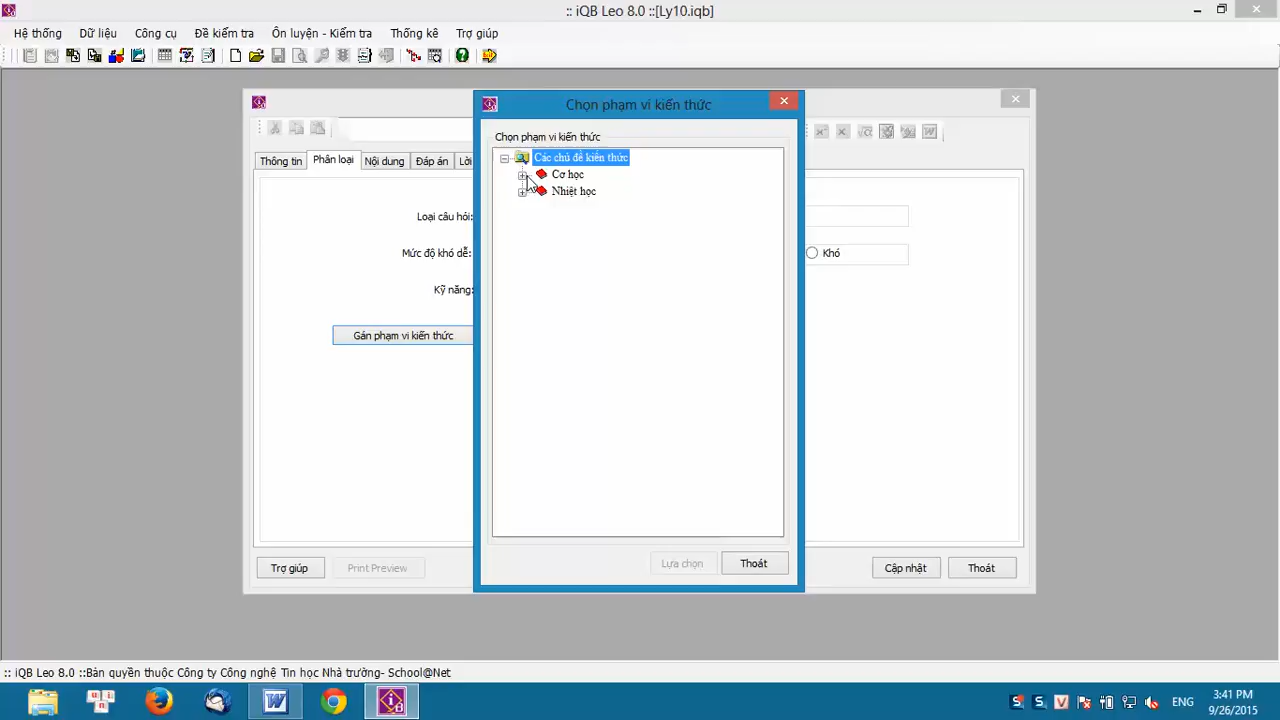 :: iQB Leo 8.0 ::[Ly10.iqb]
Hệ thống Dữ liệu Công cụ Đề kiểm tra Ôn luyện - Kiểm tra Thống kê Trợ giúp
Chọn phạm vi kiến thức
Chọn phạm vi kiến thức
Thông tin Phân loại Nội dung Đáp án Lời
Các chủ đề kiến thức
Cơ học
Nhiệt học
Loại câu hỏi:
Mức độ khó dễ: Khó
Kỹ năng:
Gán phạm vi kiến thức
Lựa chọn Thoát
Trợ giúp Print Preview Cập nhật Thoát
:: iQB Leo 8.0 ::Bản quyền thuộc Công ty Công nghệ Tin học Nhà trường- School@Net
ENG
3:41 PM
9/26/2015